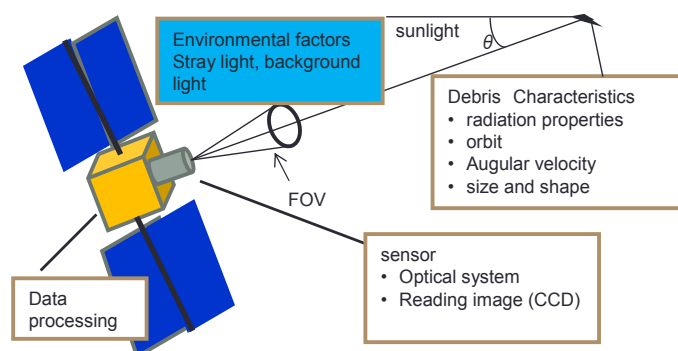 Environmental factors
Stray light, background
light
sunlight
θ
Debris Characteristics
• radiation properties
• orbit
• Augular velocity
• size and shape
FOV
sensor
• Optical system
• Reading image (CCD)
Data
processing